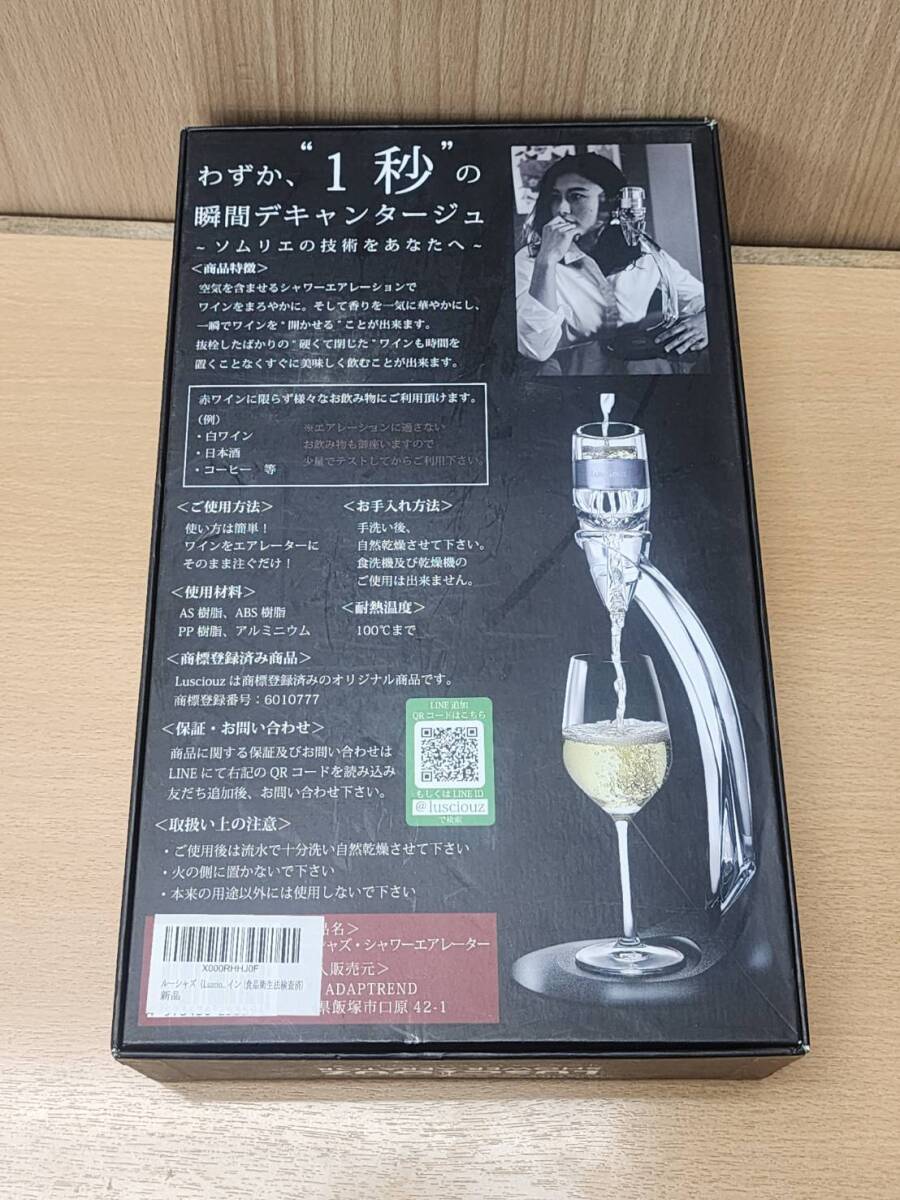 わずか、“1 秒”の
瞬間デキャンタージュ
~ソムリエの技術をあなたへ~
<商品特徴>
空気を含ませるシャワーエアレーションで
ワインをまろやかに。そして香りを一気に華やかにし、
一瞬でワインを“開かせる”ことが出来ます。
抜栓したばかりの“硬くて閉じた”ワインも時間を
置くことなくすぐに美味しく飲むことが出来ます。
赤ワインに限らず様々なお飲み物にご利用頂けます。
(例)
・白ワイン
・日本酒
・コーヒー 等
※エアレーションに適さない
お飲み物も御座いますので
少量でテストしてからご利用下さい。
<ご使用方法>
使い方は簡単!
ワインをエアレーターに
そのまま注ぐだけ!
<お手入れ方法>
手洗い後、
自然乾燥させて下さい。
食洗機及び乾燥機の
ご使用は出来ません。
<使用材料>
AS樹脂、ABS樹脂
PP樹脂、アルミニウム
<耐熱温度>
100℃まで
<商標登録済み商品>
Lusciouzは商標登録済みのオリジナル商品です。
商標登録番号:6010777
<保証・お問い合わせ>
商品に関する保証及びお問い合わせは
LINEにて右記のQRコードを読み込み
友だち追加後、お問い合わせ下さい。
LINE追加
QRコードはこちら
もしくはLINE ID
@lusciouz
で検索
<取扱い上の注意>
・ご使用後は流水で十分洗い自然乾燥させて下さい
・火の側に置かないで下さい
・本来の用途以外には使用しないで下さい
品名>
ャズ・シャワーエアレーター
入販売元>
ADAPTREND
県飯塚市口原 42-1
X000RHHJ0F
ルーシャズ (Luscio...イン (食品衛生法検査済)
新品